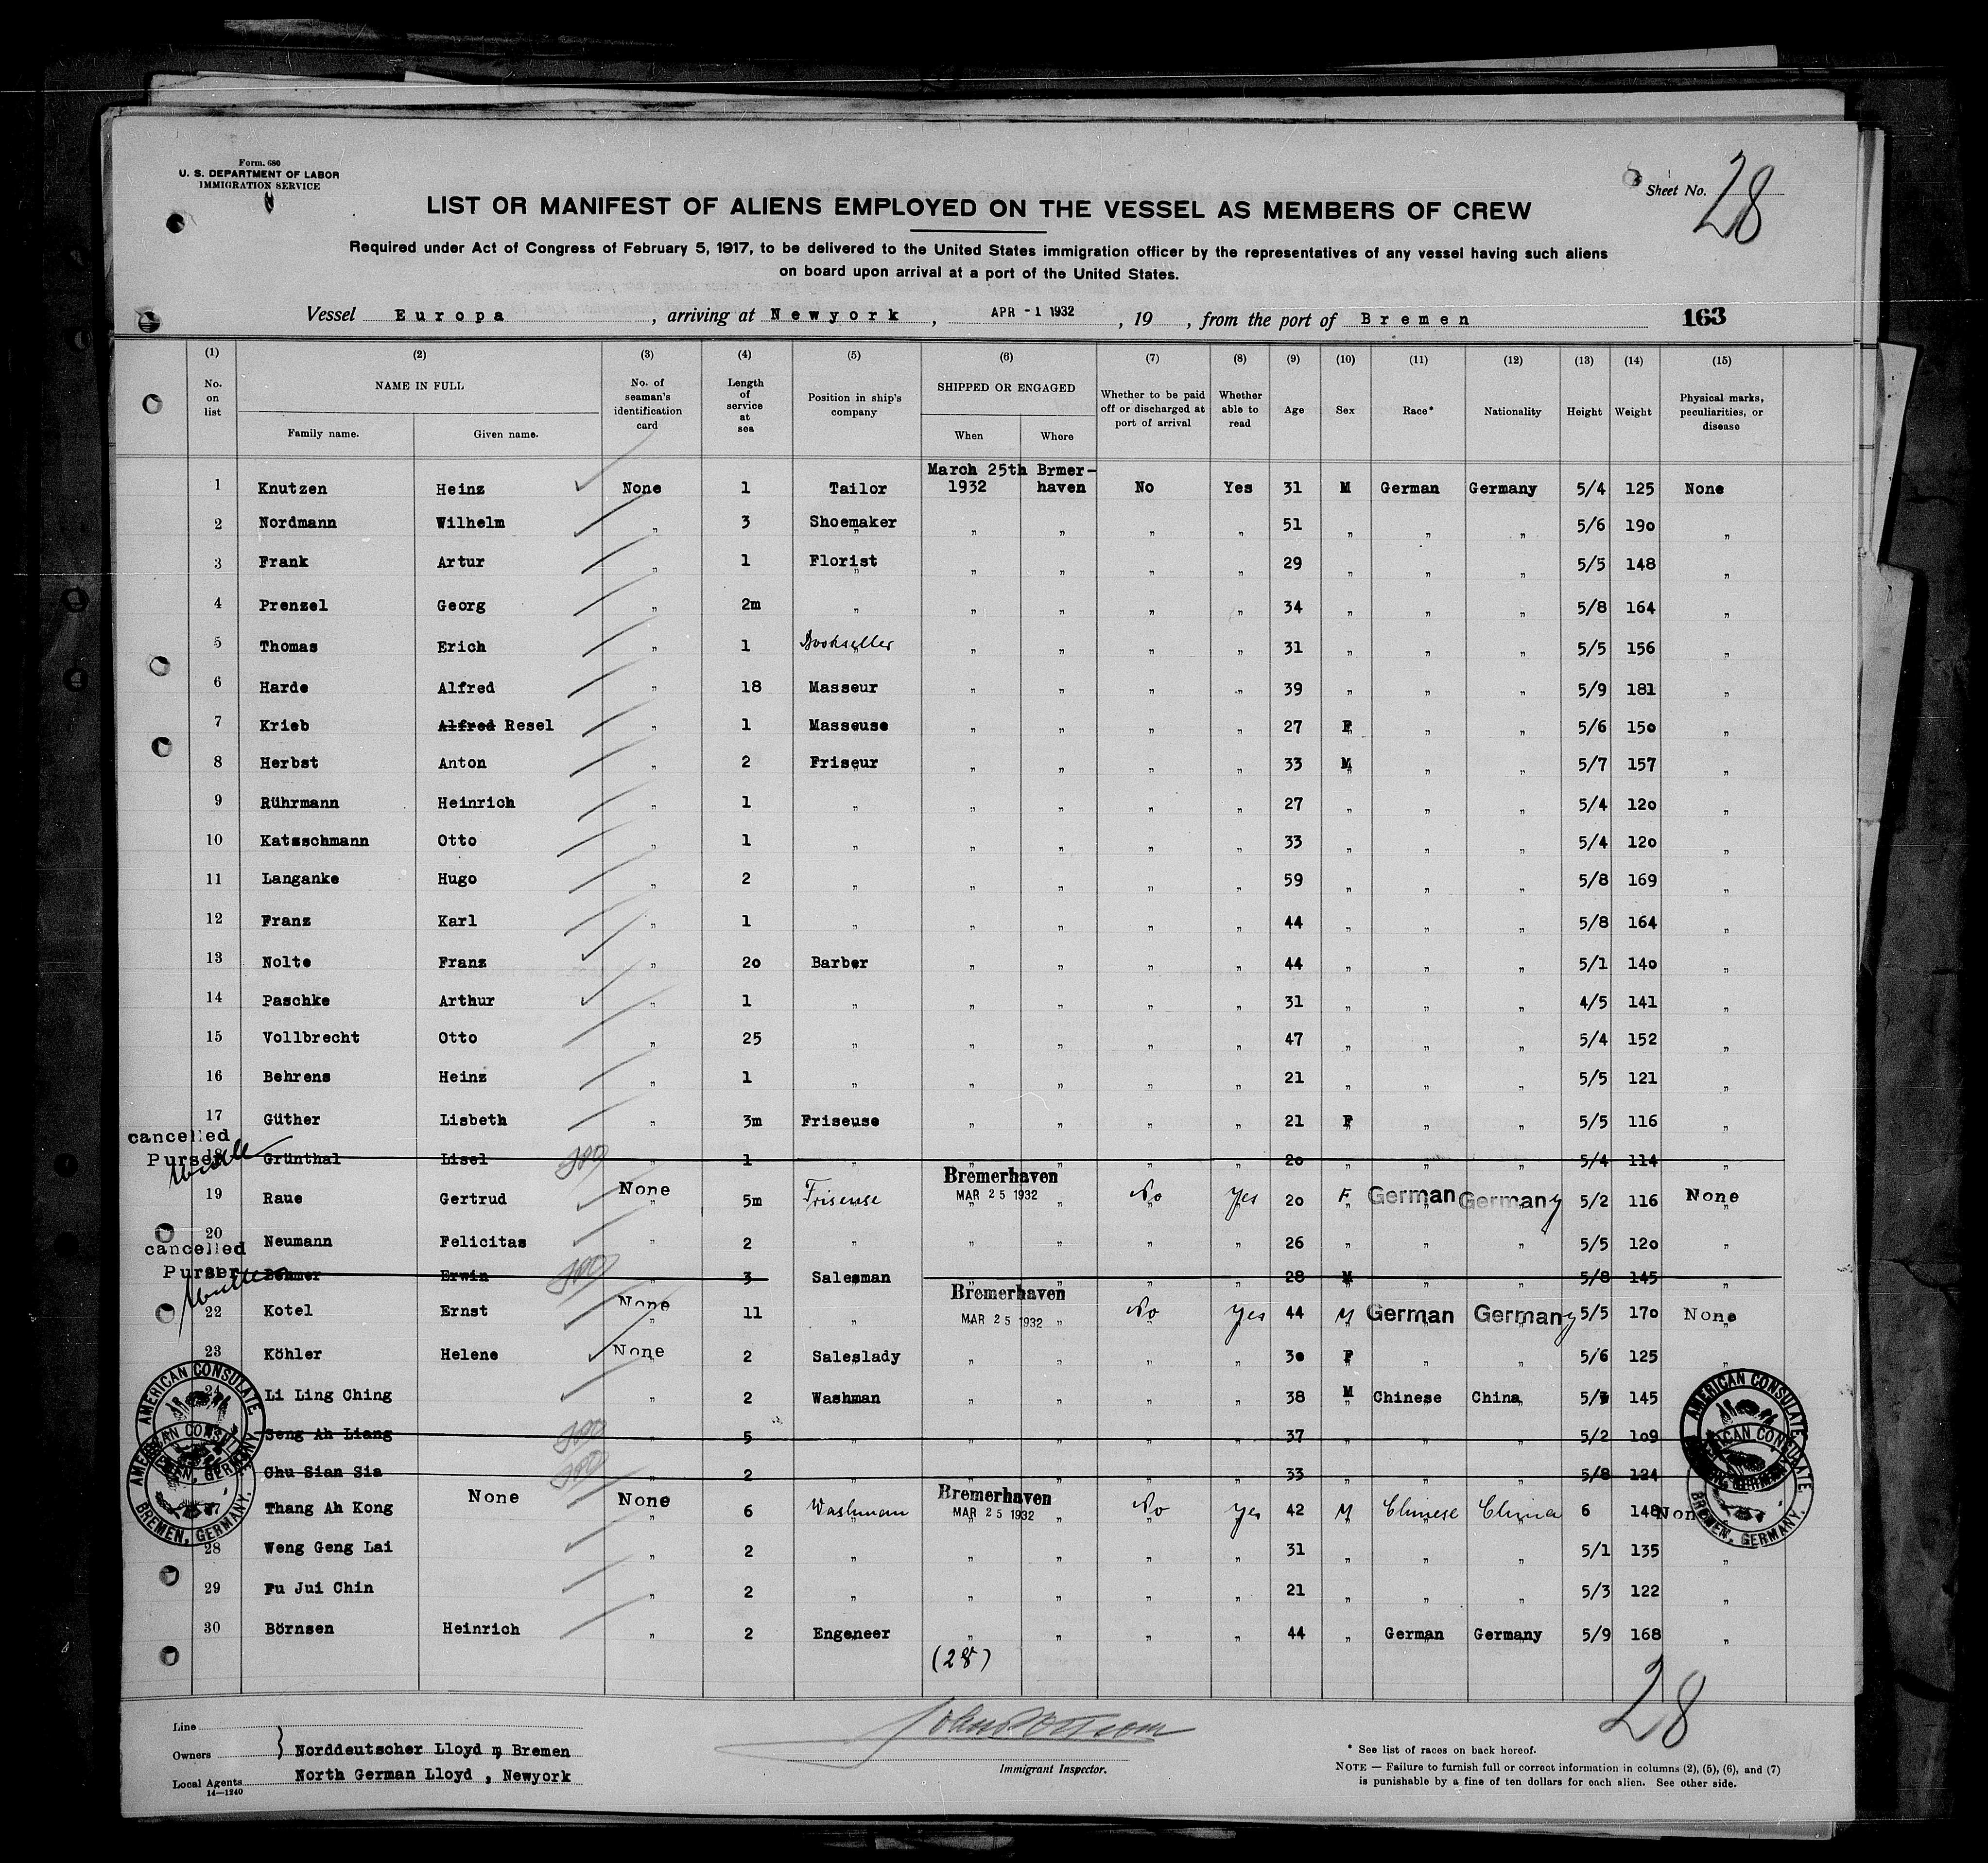 Form. 680
U. S. DEPARTMENT OF LABOR
IMMIGRATION SERVICE
Sheet No. 28
LIST OR MANIFEST OF ALIENS EMPLOYED ON THE VESSEL AS MEMBERS OF CREW
Required under Act of Congress of February 5, 1917, to be delivered to the United States immigration officer by the representatives of any vessel having such aliens
on board upon arrival at a port of the United States.
Vessel Europa, arriving at Newyork, APR -1 1932, 19 , from the port of Bremen 163
(1) (2) (3) (4) (5) (6) (7) (8) (9) (10) (11) (12) (13) (14) (15)
No. on list NAME IN FULL Family name. Given name. No. of seaman's identification card Length of service at sea Position in ship's company SHIPPED OR ENGAGED When Where Whether to be paid off or discharged at port of arrival Whether able to read Age Sex Race* Nationality Height Weight Physical marks, peculiarities, or disease
March 25th Brmer-
1 Knutzen Heinz None 1 Tailor 1932 haven No Yes 31 M German Germany 5/4 125 None
2 Nordmann Wilhelm " 3 Shoemaker " " " " 51 " " " 5/6 190 "
3 Frank Artur " 1 Florist " " " " 29 " " " 5/5 148 "
4 Prenzel Georg " 2m " " " " " 34 " " " 5/8 164 "
5 Thomas Erich " 1 Bookseller " " " " 31 " " " 5/5 156 "
6 Harde Alfred " 18 Masseur " " " " 39 " " " 5/9 181 "
7 Krieb Alfred Resel " 1 Masseuse " " " " 27 F " " 5/6 150 "
8 Herbst Anton " 2 Friseur " " " " 33 M " " 5/7 157 "
9 Rührmann Heinrich " 1 " " " " " 27 " " " 5/4 120 "
10 Katzschmann Otto " 1 " " " " " 33 " " " 5/4 120 "
11 Langanke Hugo " 2 " " " " " 59 " " " 5/8 169 "
12 Franz Karl " 1 " " " " " 44 " " " 5/8 164 "
13 Nolte Franz " 20 Barber " " " " 44 " " " 5/1 140 "
14 Paschke Arthur " 1 " " " " " 31 " " " 4/5 141 "
15 Vollbrecht Otto " 25 " " " " " 47 " " " 5/4 152 "
16 Behrens Heinz " 1 " " " " " 21 " " " 5/5 121 "
17 Güther Lisbeth " 3m Friseuse " " " " 21 F " " 5/5 116 "
cancelled
Purser
18 Grünthal Lisel " 1 " " " " " 20 " " " 5/4 114 "
19 Raue Gertrud None 5m Friseuse Bremerhaven MAR 25 1932 No yes 20 F. German Germany 5/2 116 None
20 Neumann Felicitas " 2 " " " " " 26 " " " 5/5 120 "
cancelled
Purser
Erwin " 3 Salesman " " " " 28 M " " 5/8 145 "
22 Kotel Ernst None 11 " Bremerhaven MAR 25 1932 No yes 44 M German Germany 5/5 170 None
23 Köhler Helene None 2 Saleslady " " " " 30 F " " 5/6 125 "
24 Li Ling Ching " 2 Washman " " " " 38 M Chinese China 145
Seng Ah Liang " 5 " " " " " 37 " " " 5/2 109
Chu Sian Sia " 2 " " " " " 33 " " " 5/8 124
27 Thang Ah Kong None None 6 Washman Bremerhaven MAR 25 1932 No yes 42 M Chinese China 6 148 None
28 Weng Geng Lai " 2 " " " " " 31 " " " 5/1 135 "
29 Fu Jui Chin " 2 " " " " " 21 " " " 5/3 122 "
30 Börnsen Heinrich " 2 Engeneer " " " " 44 " German Germany 5/9 168 "
AMERICAN CONSULATE. BREMEN, GERMANY.
AMERICAN CONSULATE. BREMEN, GERMANY.
AMERICAN CONSULATE. BREMEN, GERMANY.
AMERICAN CONSULATE. BREMEN, GERMANY.
(28)
28
Line
Owners } Norddeutscher Lloyd, Bremen
Local Agents North German Lloyd, Newyork
14—1240
Immigrant Inspector.
* See list of races on back hereof.
NOTE — Failure to furnish full or correct information in columns (2), (5), (6), and (7)
is punishable by a fine of ten dollars for each alien. See other side.